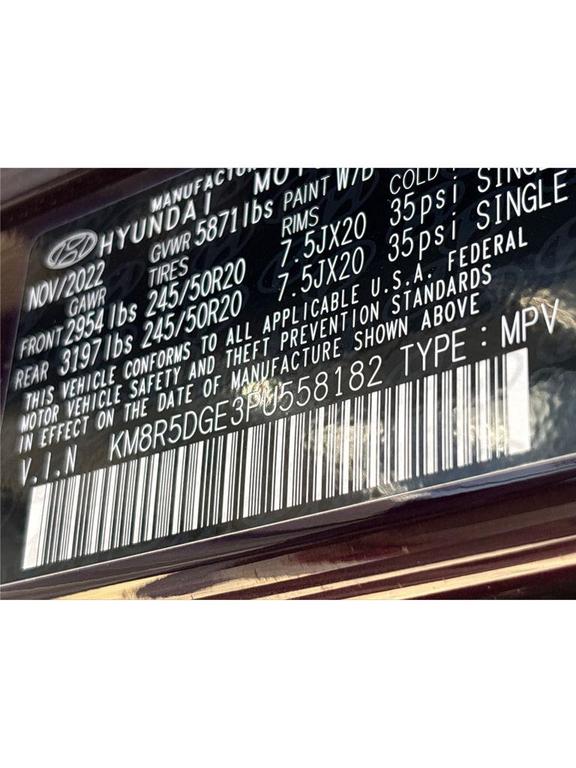 MANUFACTU
HYUNDAI MOT
NOV/2022 GVWR 5871lbs PAINT W/B
GAWR TIRES RIMS COLD
FRONT 2954lbs 245/50R20 7.5JX20 35psi SING
REAR 3197lbs 245/50R20 7.5JX20 35psi SINGLE
THIS VEHICLE CONFORMS TO ALL APPLICABLE U.S.A. FEDERAL
MOTOR VEHICLE SAFETY AND THEFT PREVENTION STANDARDS
IN EFFECT ON THE DATE OF MANUFACTURE SHOWN ABOVE
V.I.N KM8R5DGE3PU558182 TYPE : MPV